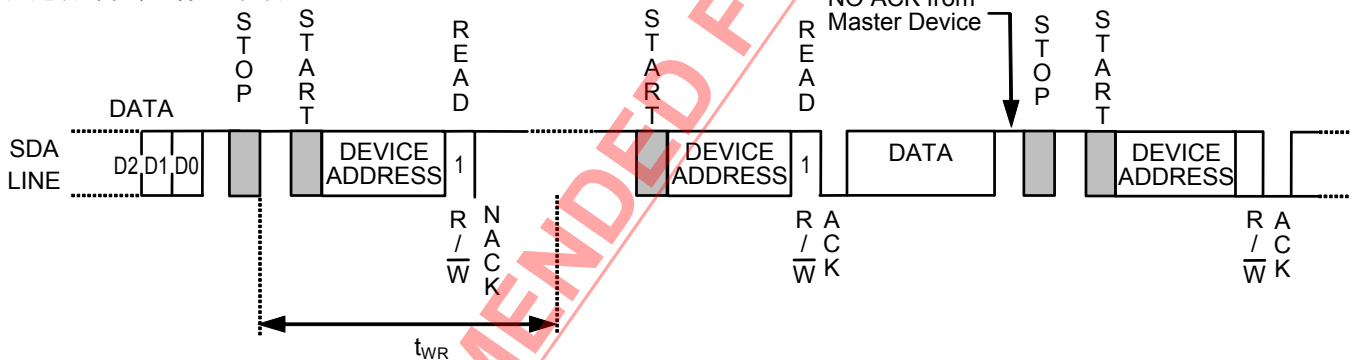 NO ACK from
Master Device
STOP
START
READ
START
READ
STOP
START
DATA
SDA
LINE
D2 D1 D0
DEVICE
ADDRESS
1
DEVICE
ADDRESS
1
DATA
DEVICE
ADDRESS
R/W̅
NACK
R/W̅
ACK
R/W̅
ACK
tWR
MENDED F